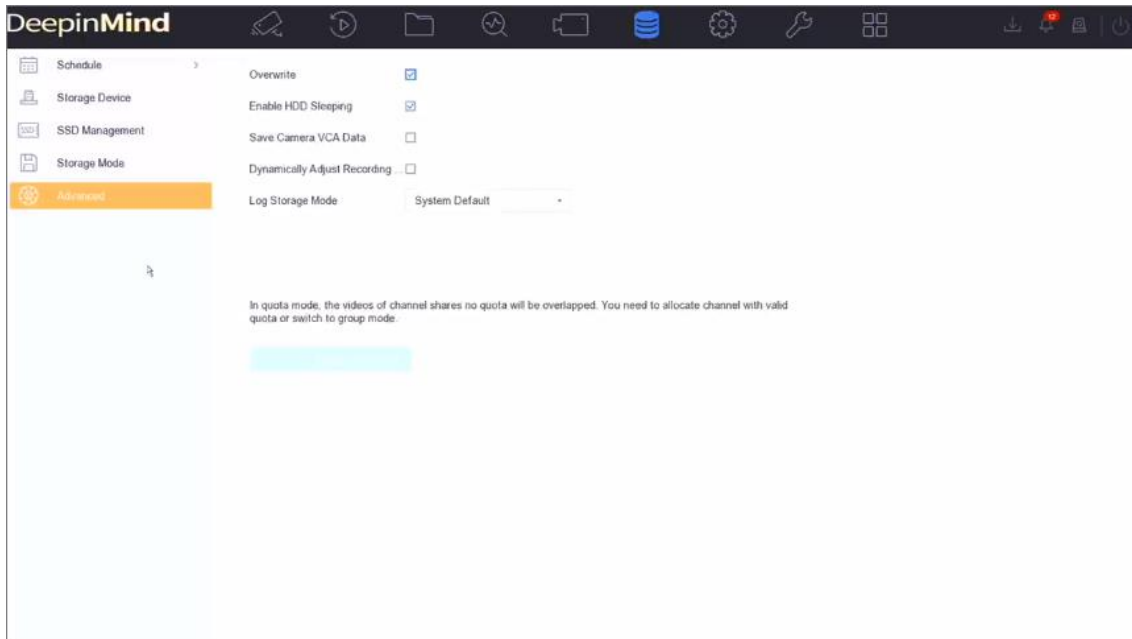 DeepinMind
12
Schedule
Storage Device
SSD Management
Storage Mode
Advanced
Overwrite
Enable HDD Sleeping
Save Camera VCA Data
Dynamically Adjust Recording ...
Log Storage Mode
System Default
In quota mode, the videos of channel shares no quota will be overlapped. You need to allocate channel with valid
quota or switch to group mode.